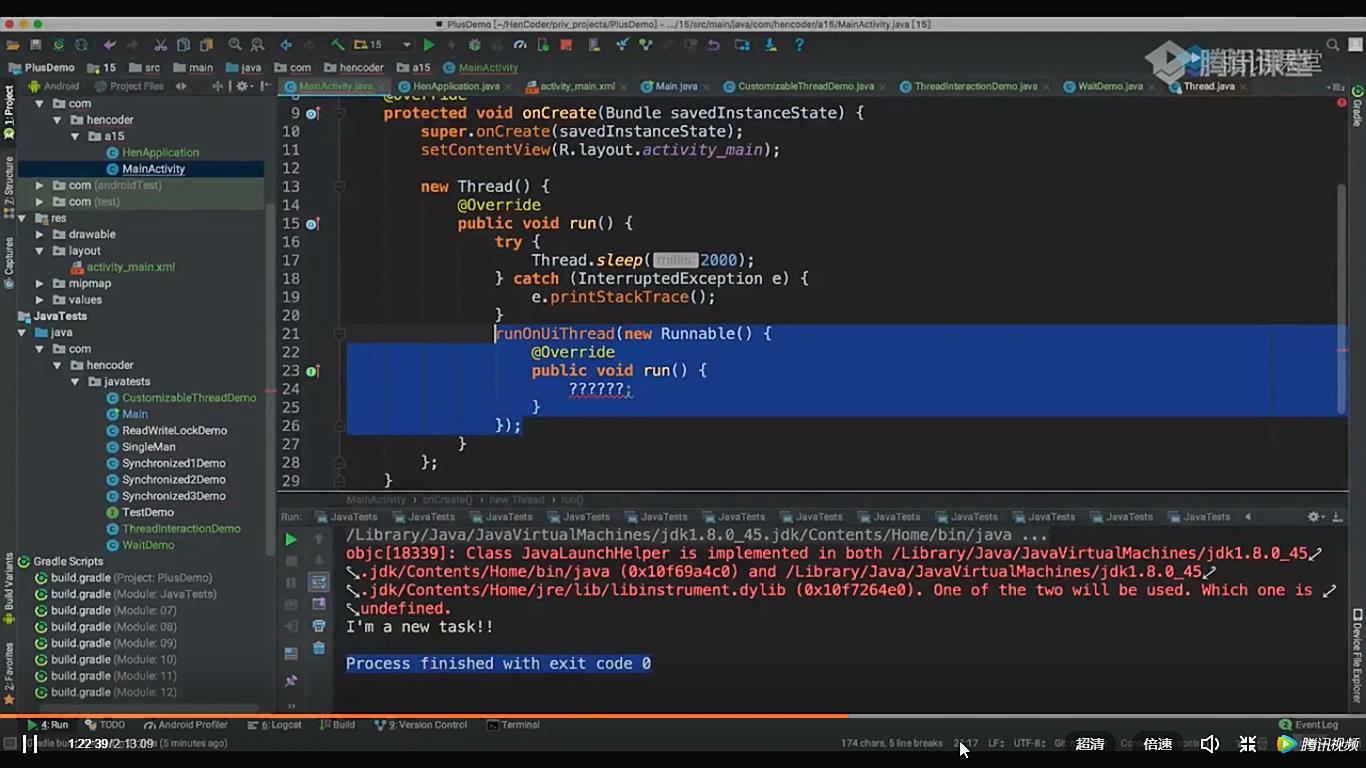 PlusDemo [~/HenCoder/priv_projects/PlusDemo] - .../15/src/main/java/com/hencoder/a15/MainActivity.java [15]
15
腾讯课堂
PlusDemo 15 src main java com hencoder a15 MainActivity
Android Project Files
MainActivity.java HenApplication.java activity_main.xml Main.java CustomizableThreadDemo.java ThreadInteractionDemo.java WaitDemo.java Thread.java
1: Project
7: Structure
Captures
Build Variants
2: Favorites
Gradle
Device File Explorer
com
hencoder
a15
HenApplication
MainActivity
com (androidTest)
com (test)
res
drawable
layout
activity_main.xml
mipmap
values
JavaTests
java
com
hencoder
javatests
CustomizableThreadDemo
Main
ReadWriteLockDemo
SingleMan
Synchronized1Demo
Synchronized2Demo
Synchronized3Demo
TestDemo
ThreadInteractionDemo
WaitDemo
Gradle Scripts
build.gradle (Project: PlusDemo)
build.gradle (Module: JavaTests)
build.gradle (Module: 07)
build.gradle (Module: 08)
build.gradle (Module: 09)
build.gradle (Module: 10)
build.gradle (Module: 11)
build.gradle (Module: 12)
8 @Override
9 protected void onCreate(Bundle savedInstanceState) {
10 super.onCreate(savedInstanceState);
11 setContentView(R.layout.activity_main);
12
13 new Thread() {
14 @Override
15 public void run() {
16 try {
17 Thread.sleep( millis: 2000);
18 } catch (InterruptedException e) {
19 e.printStackTrace();
20 }
21 runOnUiThread(new Runnable() {
22 @Override
23 public void run() {
24 ??????;
25 }
26 });
27 }
28 };
29 }
MainActivity onCreate() new Thread run()
Run: JavaTests JavaTests JavaTests JavaTests JavaTests JavaTests JavaTests JavaTests JavaTests JavaTests JavaTests JavaTests
/Library/Java/JavaVirtualMachines/jdk1.8.0_45.jdk/Contents/Home/bin/java ...
objc[18339]: Class JavaLaunchHelper is implemented in both /Library/Java/JavaVirtualMachines/jdk1.8.0_45
.jdk/Contents/Home/bin/java (0x10f69a4c0) and /Library/Java/JavaVirtualMachines/jdk1.8.0_45
.jdk/Contents/Home/jre/lib/libinstrument.dylib (0x10f7264e0). One of the two will be used. Which one is
undefined.
I'm a new task!!
Process finished with exit code 0
4: Run TODO Android Profiler 6: Logcat Build 9: Version Control Terminal Event Log
1:22:39/2:13:09
(5 minutes ago)
174 chars, 5 line breaks LF: UTF-8:
超清 倍速 腾讯视频